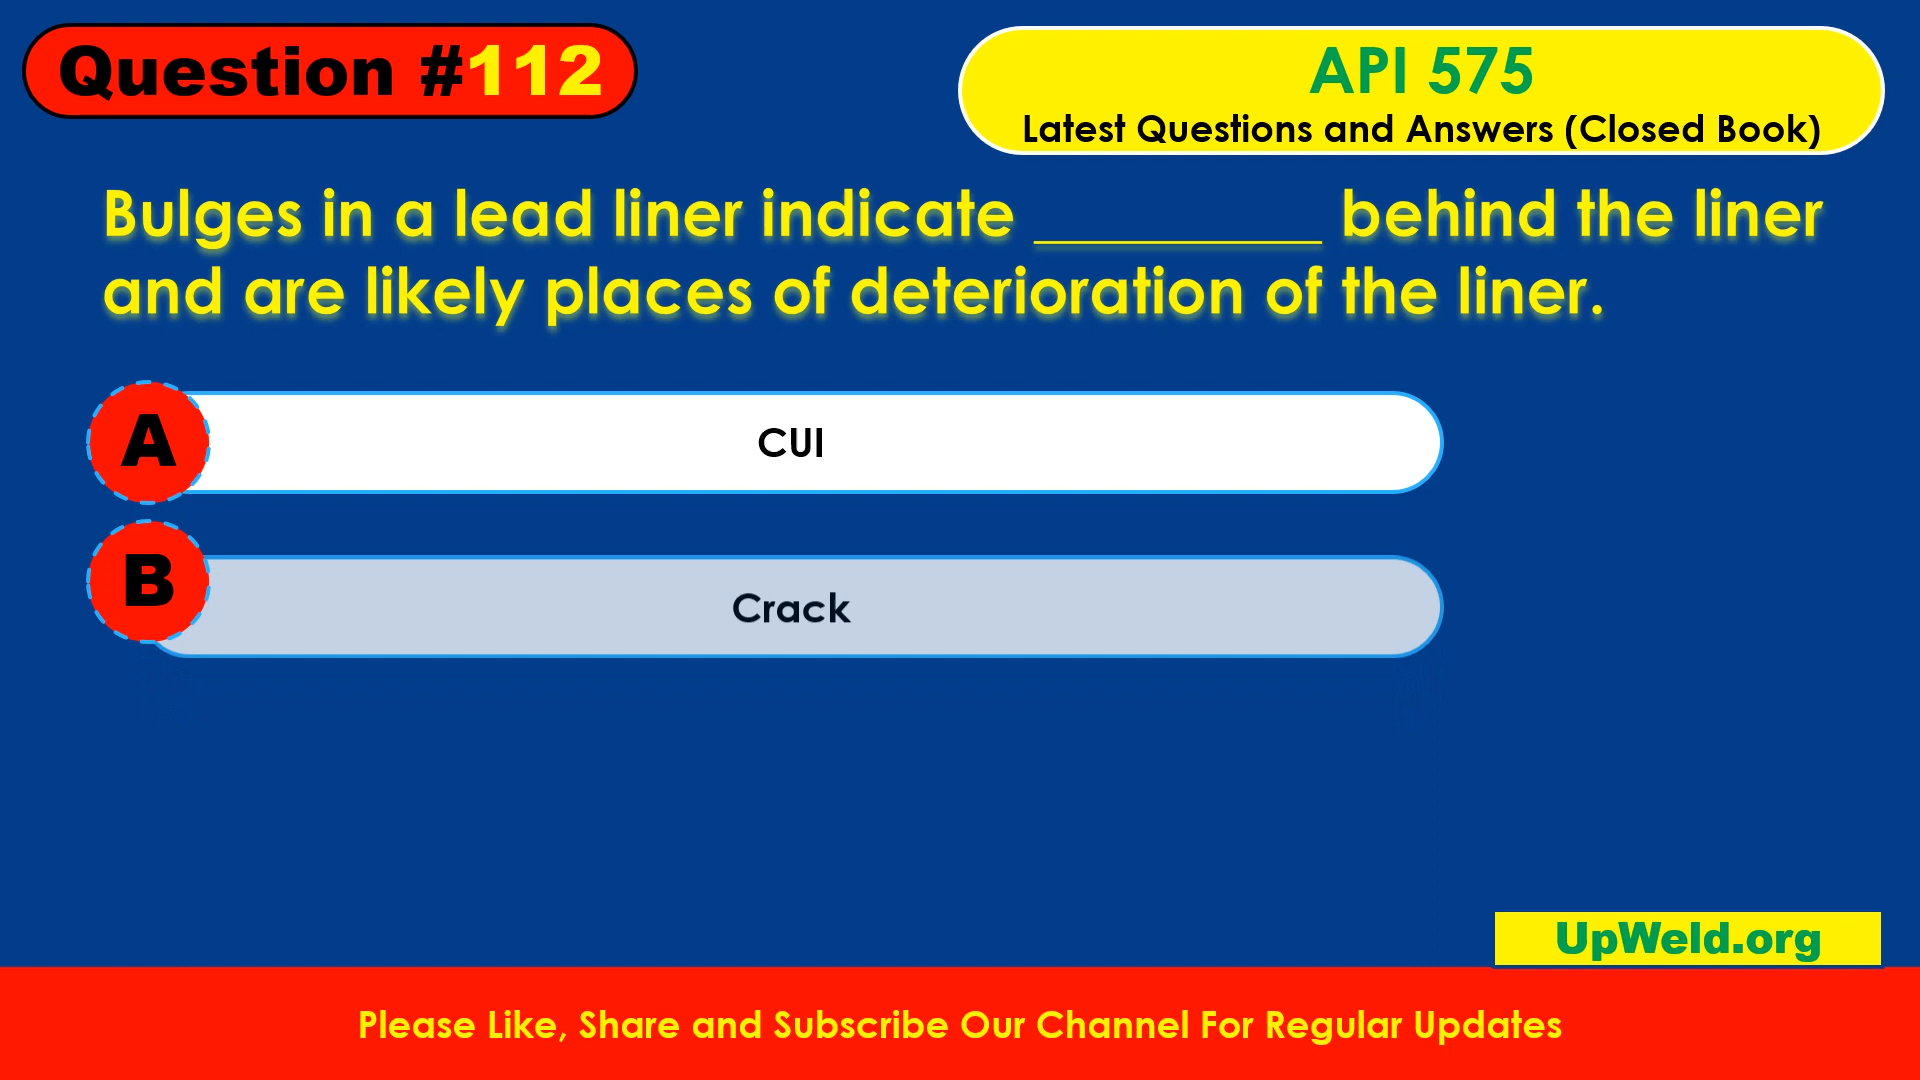 Question #112
API 575
Latest Questions and Answers (Closed Book)
Bulges in a lead liner indicate _________ behind the liner
and are likely places of deterioration of the liner.
A
CUI
B
Crack
UpWeld.org
Please Like, Share and Subscribe Our Channel For Regular Updates